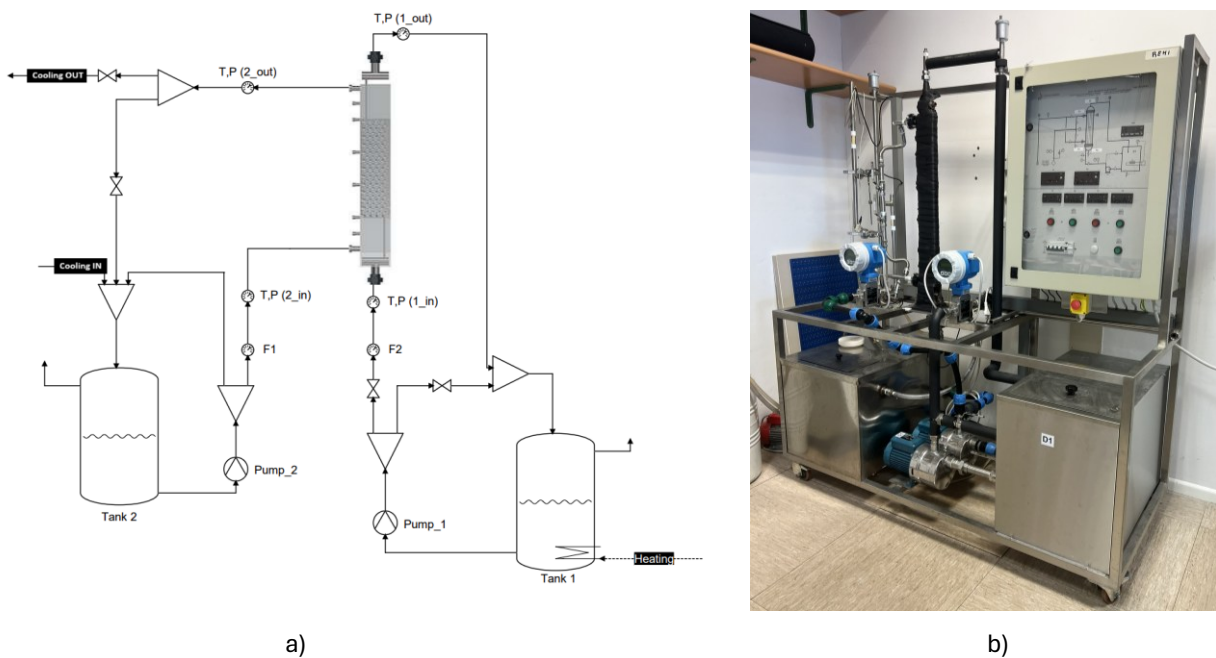 T,P (1_out)
Cooling OUT
T,P (2_out)
Cooling IN
T,P (2_in)
T,P (1_in)
F1
F2
Pump_2
Pump_1
Tank 2
Tank 1
Heating
D1
a)
b)